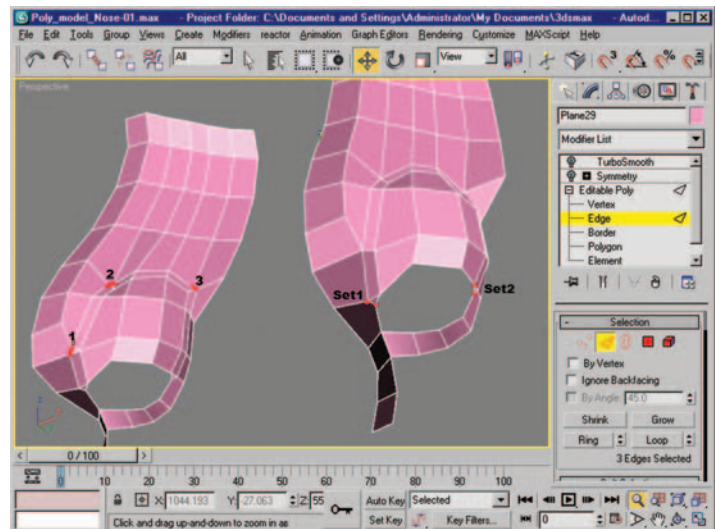 Poly_model_Nose-01.max - Project Folder: C:\Documents and Settings\Administrator\My Documents\3dsmax - Autod...
File Edit Tools Group Views Create Modifiers reactor Animation Graph Editors Rendering Customize MAXScript Help
All View
Perspective
Plane29
Modifier List
TurboSmooth
Symmetry
Editable Poly
Vertex
Edge
Border
Polygon
Element
2
3
1
Set1
Set2
- Selection
By Vertex
Ignore Backfacing
By Angle: 45.0
Shrink Grow
Ring Loop
3 Edges Selected
< 0 / 100 >
0 10 20 30 40 50 60 70 80 90 100
X: 1044.193 Y: -27.063 Z: 55 Auto Key Selected
Click and drag up-and-down to zoom in as Set Key Key Filters... 0